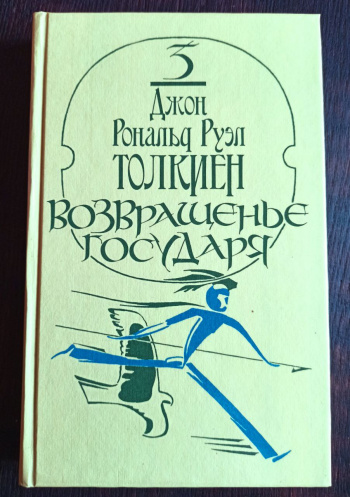 3
Джон
Рональд Руэл
ТОЛКИЕН
ВОЗВРАЩЕНЬЕ
ГОСУДАРЯ